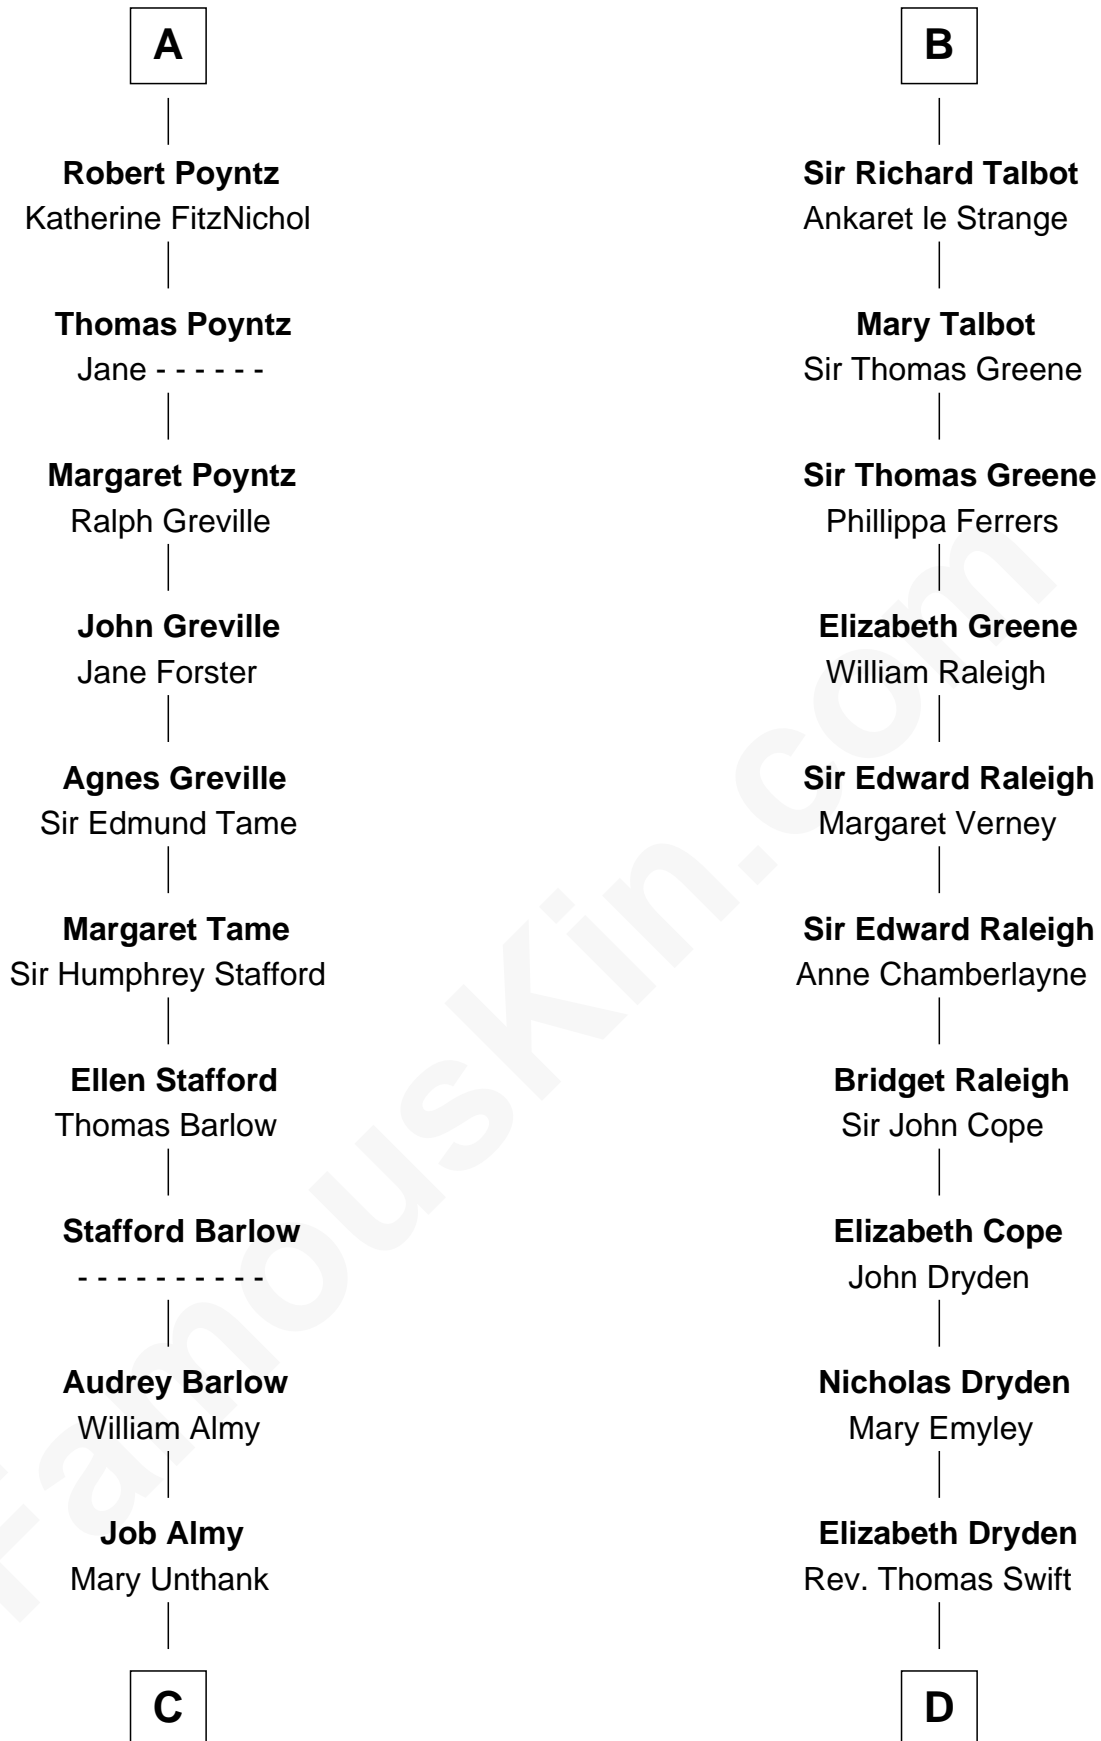 A
Robert Poyntz
Katherine FitzNichol
Thomas Poyntz
Jane - - - - - -
Margaret Poyntz
Ralph Greville
John Greville
Jane Forster
Agnes Greville
Sir Edmund Tame
Margaret Tame
Sir Humphrey Stafford
Ellen Stafford
Thomas Barlow
Stafford Barlow
- - - - - - - - - -
Audrey Barlow
William Almy
Job Almy
Mary Unthank
C
B
Sir Richard Talbot
Ankaret le Strange
Mary Talbot
Sir Thomas Greene
Sir Thomas Greene
Phillippa Ferrers
Elizabeth Greene
William Raleigh
Sir Edward Raleigh
Margaret Verney
Sir Edward Raleigh
Anne Chamberlayne
Bridget Raleigh
Sir John Cope
Elizabeth Cope
John Dryden
Nicholas Dryden
Mary Emyley
Elizabeth Dryden
Rev. Thomas Swift
D
FamousKin.com